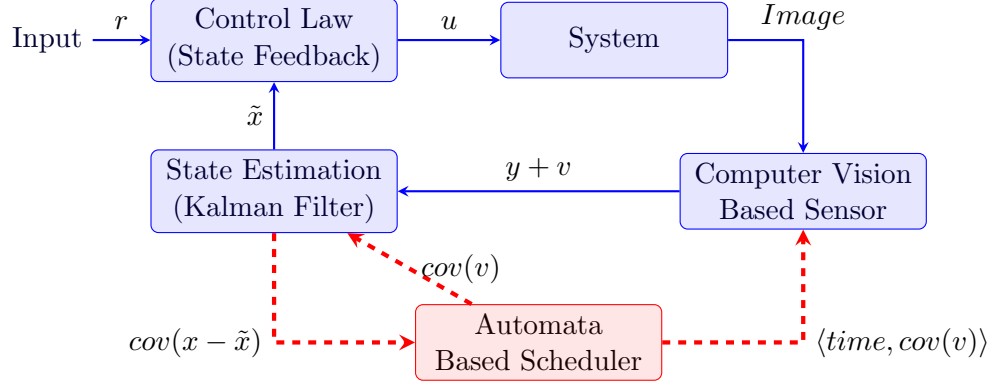 Input
r
Control Law
(State Feedback)
u
System
Image
x̃
State Estimation
(Kalman Filter)
y + v
Computer Vision
Based Sensor
cov(v)
cov(x − x̃)
Automata
Based Scheduler
⟨time, cov(v)⟩